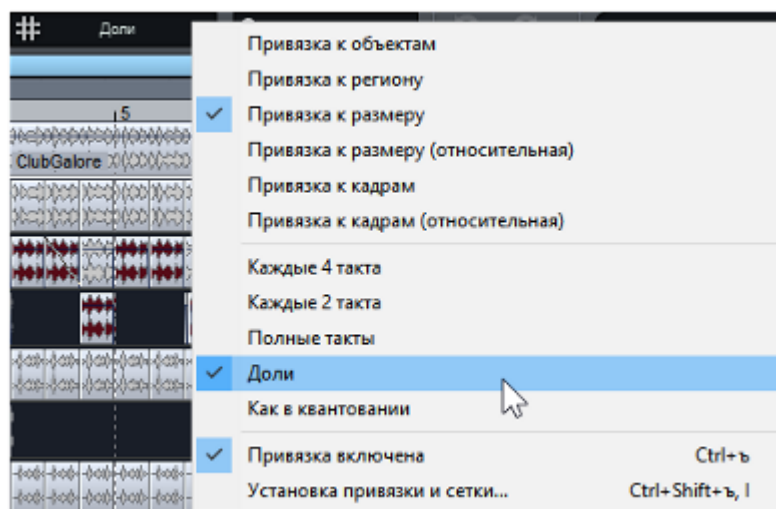 Доли
Привязка к объектам
Привязка к региону
5
Привязка к размеру
ClubGalore
Привязка к размеру (относительная)
Привязка к кадрам
Привязка к кадрам (относительная)
Каждые 4 такта
Каждые 2 такта
Полные такты
Доли
Как в квантовании
Привязка включена Ctrl+ъ
Установка привязки и сетки... Ctrl+Shift+ъ, I